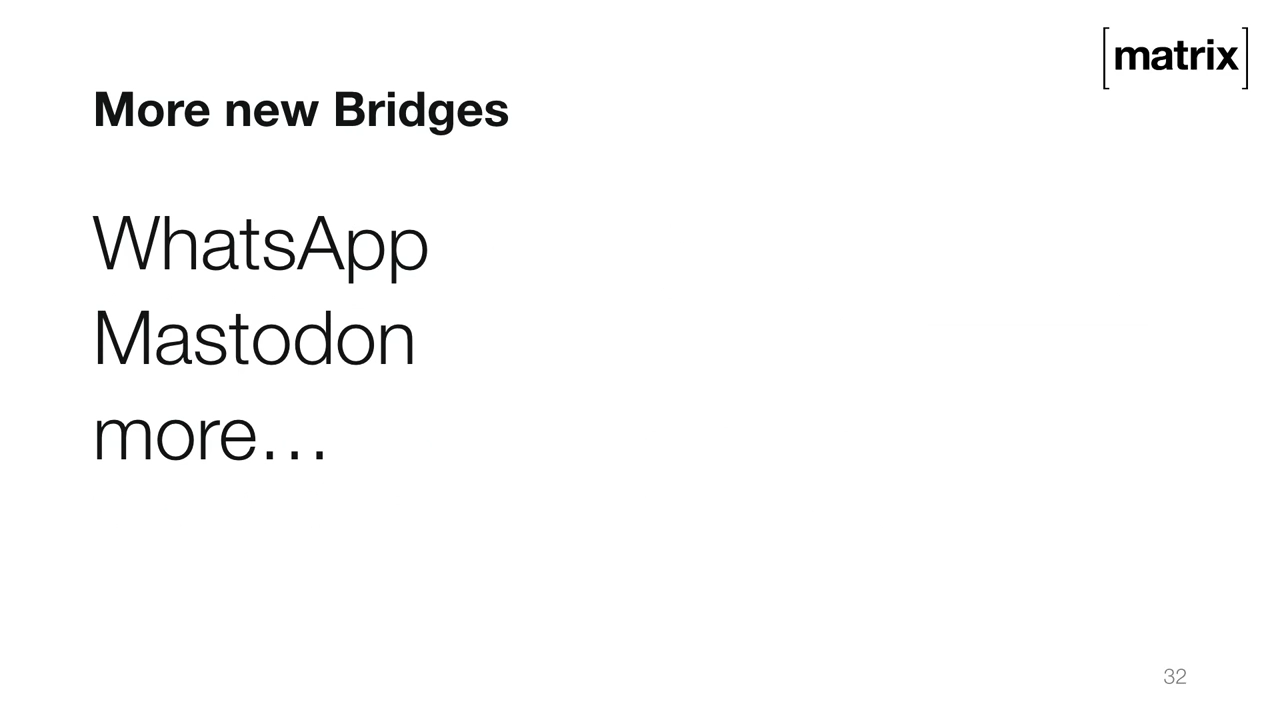 [matrix]
More new Bridges
WhatsApp
Mastodon
more…
32